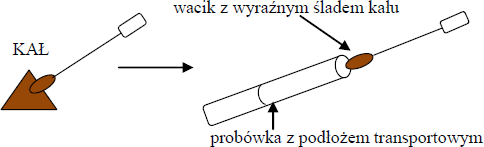 wacik z wyraźnym śladem kału
KAŁ
probówka z podłożem transportowym